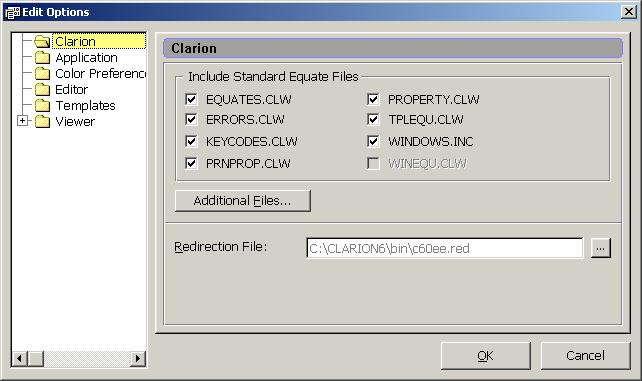 Edit Options
Clarion
Application
Color Preferenc
Editor
Templates
Viewer
Clarion
Include Standard Equate Files
EQUATES.CLW
PROPERTY.CLW
ERRORS.CLW
TPLEQU.CLW
KEYCODES.CLW
WINDOWS.INC
PRNPROP.CLW
WINEQU.CLW
Additional Files...
Redirection File:
C:\CLARION6\bin\c60ee.red
...
OK
Cancel